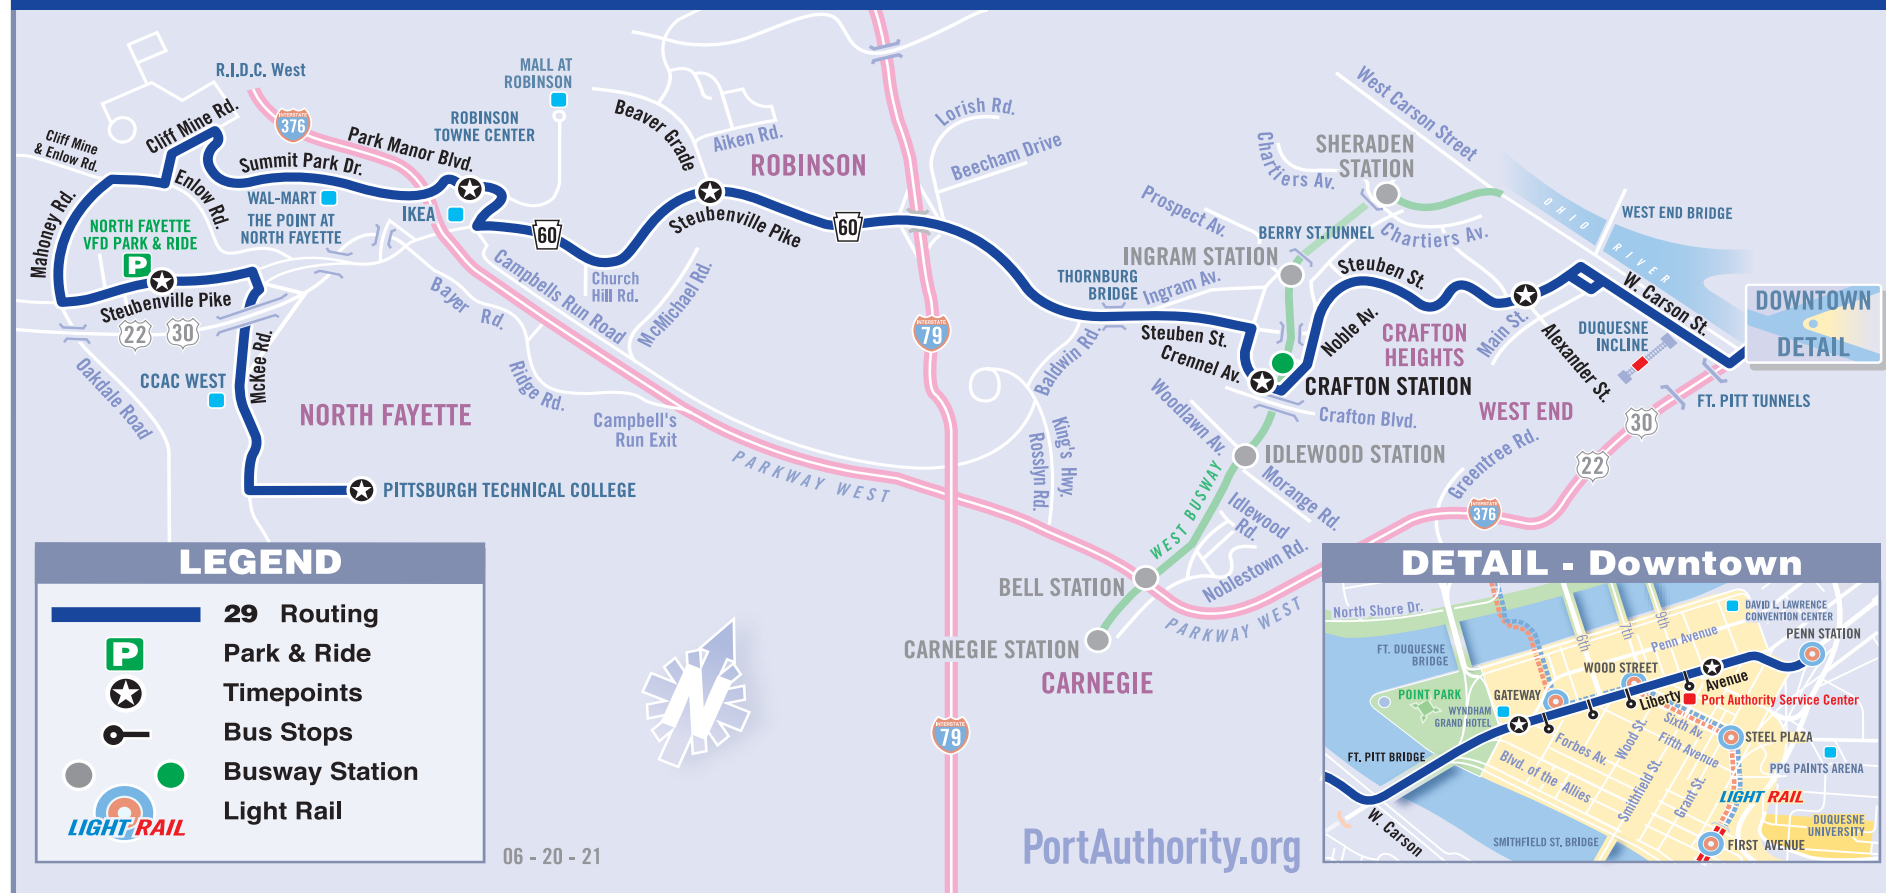 R.I.D.C. West
INTERSTATE
376
MALL AT
ROBINSON
ROBINSON
TOWNE CENTER
Cliff Mine Rd.
Cliff Mine
& Enlow Rd.
Park Manor Blvd.
Summit Park Dr.
Enlow Rd.
WAL-MART
THE POINT AT
NORTH FAYETTE
IKEA
Mahoney Rd.
NORTH FAYETTE
VFD PARK & RIDE
P
Steubenville Pike
22
30
McKee Rd.
Oakdale Road
CCAC WEST
NORTH FAYETTE
PITTSBURGH TECHNICAL COLLEGE
Beaver Grade
Aiken Rd.
ROBINSON
Lorish Rd.
Beecham Drive
60
Steubenville Pike
60
Church
Hill Rd.
McMichael Rd.
Campbells Run Road
Bayer Rd.
Ridge Rd.
Campbell's
Run Exit
PARKWAY WEST
INTERSTATE
79
West Carson Street
SHERADEN
STATION
Chartiers Av.
Prospect Av.
BERRY ST.TUNNEL
Chartiers Av.
INGRAM STATION
Ingram Av.
THORNBURG
BRIDGE
OHIO RIVER
WEST END BRIDGE
Steuben St.
Steuben St.
Crennel Av.
Noble Av.
CRAFTON
HEIGHTS
Main St.
Alexander St.
W. Carson St.
DUQUESNE
INCLINE
DOWNTOWN
DETAIL
CRAFTON STATION
WEST END
FT. PITT TUNNELS
Crafton Blvd.
Baldwin Rd.
King's Hwy.
Rosslyn Rd.
Woodlawn Av.
IDLEWOOD STATION
Morange Rd.
Idlewood
Rd.
Noblestown Rd.
Greentree Rd.
30
22
INTERSTATE
376
WEST BUSWAY
BELL STATION
PARKWAY WEST
CARNEGIE STATION
CARNEGIE
INTERSTATE
79
LEGEND
29 Routing
P Park & Ride
Timepoints
Bus Stops
Busway Station
Light Rail
LIGHT RAIL
06 - 20 - 21
N
PortAuthority.org
DETAIL - Downtown
North Shore Dr.
6th
7th
9th
Penn Avenue
DAVID L. LAWRENCE
CONVENTION CENTER
PENN STATION
FT. DUQUESNE
BRIDGE
WOOD STREET
POINT PARK
GATEWAY
WYNDHAM
GRAND HOTEL
Liberty Avenue
Port Authority Service Center
Sixth Av.
Fifth Avenue
STEEL PLAZA
Forbes Av.
Wood St.
FT. PITT BRIDGE
Blvd. of the Allies
Smithfield St.
Grant St.
PPG PAINTS ARENA
LIGHT RAIL
W. Carson
SMITHFIELD ST. BRIDGE
DUQUESNE
UNIVERSITY
FIRST AVENUE